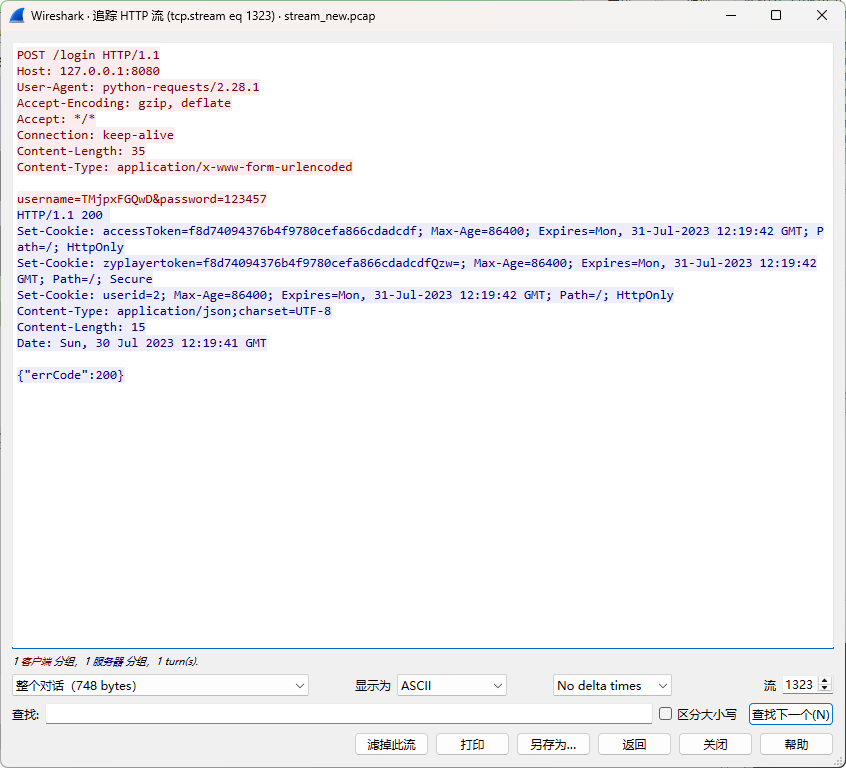 Wireshark · 追踪 HTTP 流 (tcp.stream eq 1323) · stream_new.pcap
POST /login HTTP/1.1
Host: 127.0.0.1:8080
User-Agent: python-requests/2.28.1
Accept-Encoding: gzip, deflate
Accept: */*
Connection: keep-alive
Content-Length: 35
Content-Type: application/x-www-form-urlencoded
username=TMjpxFGQwD&password=123457
HTTP/1.1 200
Set-Cookie: accessToken=f8d74094376b4f9780cefa866cdadcdf; Max-Age=86400; Expires=Mon, 31-Jul-2023 12:19:42 GMT; P
ath=/; HttpOnly
Set-Cookie: zyplayertoken=f8d74094376b4f9780cefa866cdadcdfQzw=; Max-Age=86400; Expires=Mon, 31-Jul-2023 12:19:42
GMT; Path=/; Secure
Set-Cookie: userid=2; Max-Age=86400; Expires=Mon, 31-Jul-2023 12:19:42 GMT; Path=/; HttpOnly
Content-Type: application/json;charset=UTF-8
Content-Length: 15
Date: Sun, 30 Jul 2023 12:19:41 GMT
{"errCode":200}
1 客户端 分组, 1 服务器 分组, 1 turn(s).
整个对话 (748 bytes) 显示为 ASCII No delta times 流 1323
查找: 区分大小写 查找下一个(N)
滤掉此流 打印 另存为... 返回 关闭 帮助